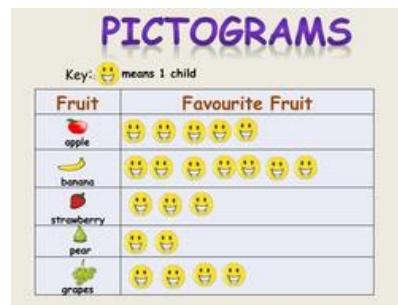 PICTOGRAMS
Key: means 1 child
Fruit Favourite Fruit
apple
banana
strawberry
pear
grapes